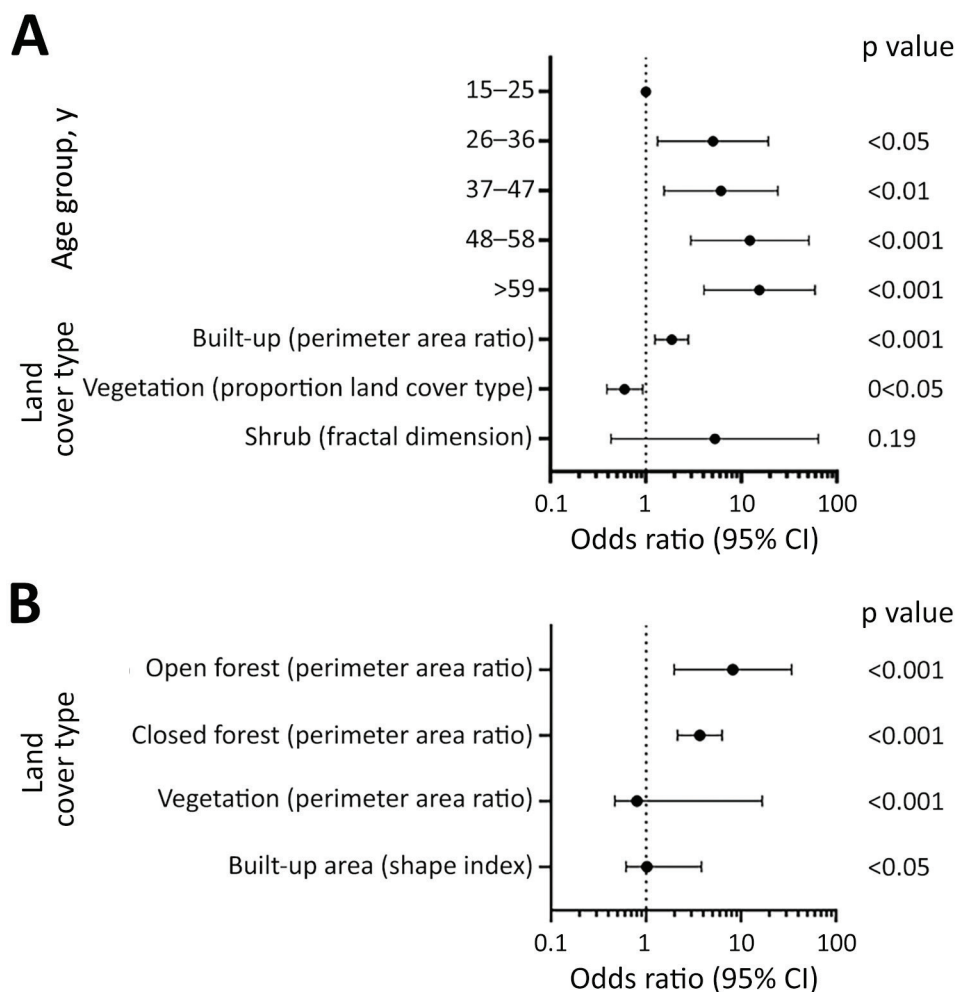 A
p value
Age group, y
15–25
26–36
<0.05
37–47
<0.01
48–58
<0.001
>59
<0.001
Land
cover type
Built-up (perimeter area ratio)
<0.001
Vegetation (proportion land cover type)
0<0.05
Shrub (fractal dimension)
0.19
0.1 1 10 100
Odds ratio (95% CI)
B
p value
Land
cover type
Open forest (perimeter area ratio)
<0.001
Closed forest (perimeter area ratio)
<0.001
Vegetation (perimeter area ratio)
<0.001
Built-up area (shape index)
<0.05
0.1 1 10 100
Odds ratio (95% CI)